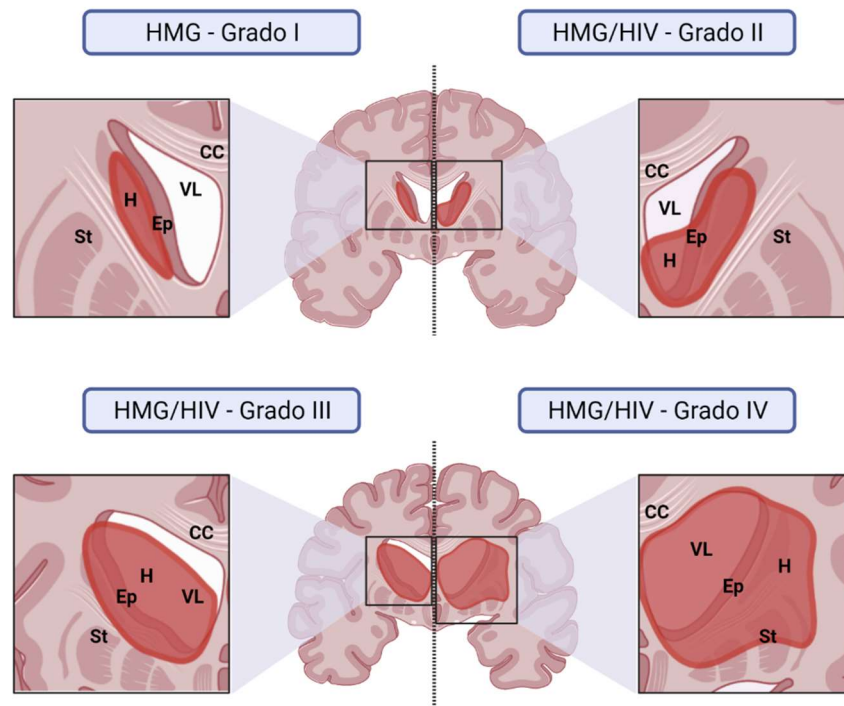 HMG - Grado I
HMG/HIV - Grado II
CC
VL
H
Ep
St
CC
VL
Ep
St
H
HMG/HIV - Grado III
HMG/HIV - Grado IV
CC
H
Ep
VL
St
CC
VL
H
Ep
St